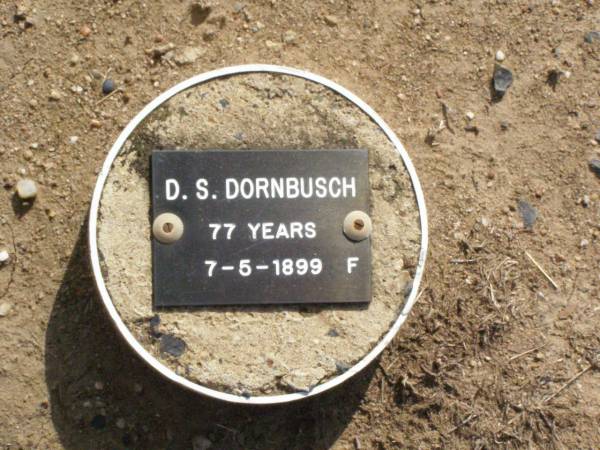 D. S. DORNBUSCH
77 YEARS
7-5-1899 F